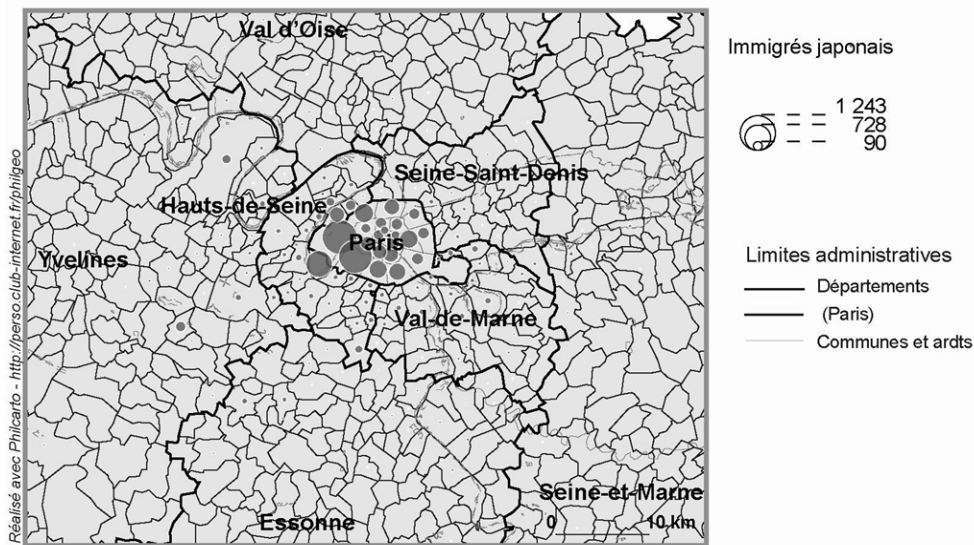 Val d'Oise
Seine-Saint-Denis
Hauts-de-Seine
Paris
Yvelines
Val-de-Marne
Seine-et-Marne
Essonne
0 10 km
Réalisé avec Philcarto - http://perso.club-internet.fr/philgeo
Immigrés japonais
1 243
728
90
Limites administratives
Départements
(Paris)
Communes et ardts